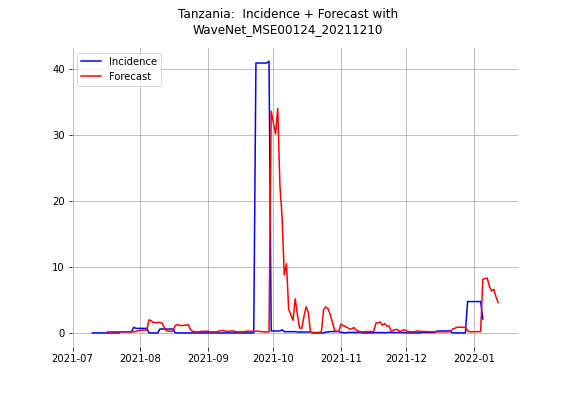 Tanzania:  Incidence + Forecast with
WaveNet_MSE00124_20211210
Incidence
Forecast
40
30
20
10
0
2021-07 2021-08 2021-09 2021-10 2021-11 2021-12 2022-01